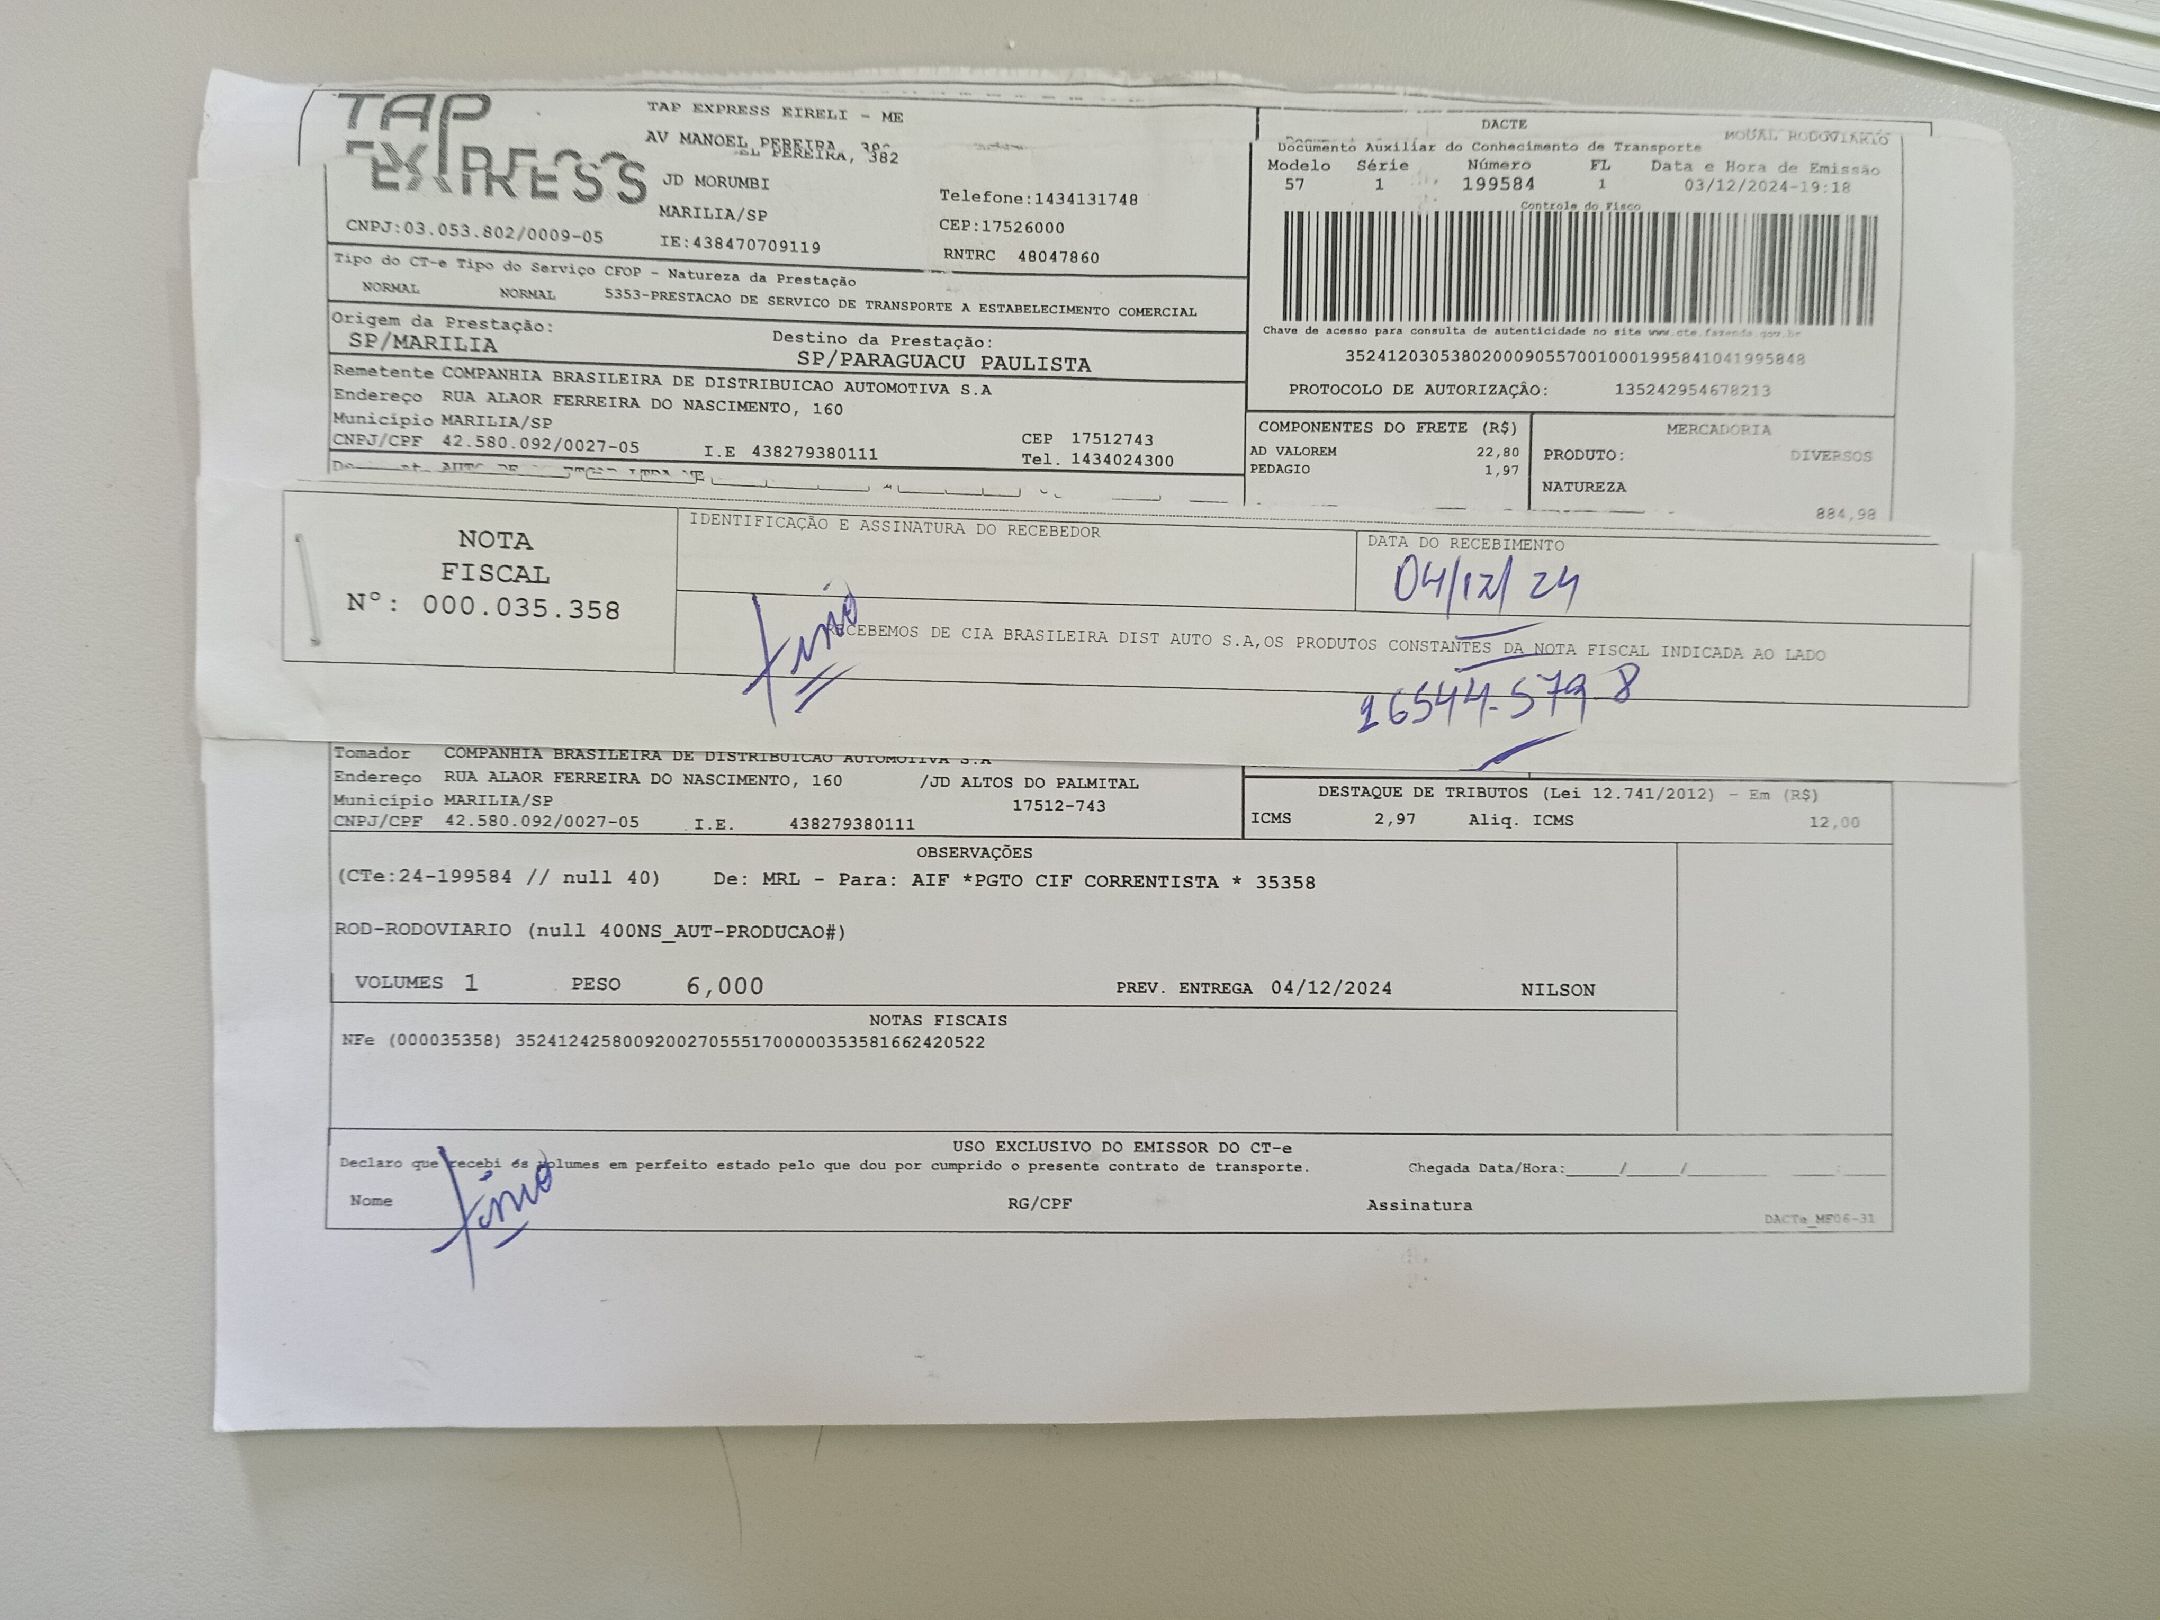 TAP EXPRESS
TAP EXPRESS EIRELI - ME
AV MANOEL PEREIRA, 382
EL PEREIRA, 382
JD MORUMBI
MARILIA/SP
IE:438470709119
Telefone:1434131748
CEP:17526000
RNTRC 48047860
CNPJ:03.053.802/0009-05
DACTE
MODAL RODOVIARIO
Documento Auxiliar do Conhecimento de Transporte
Modelo Série Número FL Data e Hora de Emissão
57 1 199584 1 03/12/2024-19:18
Controle do Fisco
Chave de acesso para consulta de autenticidade no site www.cte.fazenda.gov.br
35241203053802000905570010001995841041995848
PROTOCOLO DE AUTORIZAÇÂO: 135242954678213
Tipo do CT-e Tipo do Serviço CFOP - Natureza da Prestação
NORMAL NORMAL 5353-PRESTACAO DE SERVICO DE TRANSPORTE A ESTABELECIMENTO COMERCIAL
Origem da Prestação:
SP/MARILIA
Destino da Prestação:
SP/PARAGUACU PAULISTA
Remetente COMPANHIA BRASILEIRA DE DISTRIBUICAO AUTOMOTIVA S.A
Endereço RUA ALAOR FERREIRA DO NASCIMENTO, 160
Município MARILIA/SP
CNPJ/CPF 42.580.092/0027-05 I.E 438279380111
CEP 17512743
Tel. 1434024300
COMPONENTES DO FRETE (R$)
AD VALOREM 22,80
PEDAGIO 1,97
MERCADORIA
PRODUTO: DIVERSOS
NATUREZA
884,98
NOTA
FISCAL
N°: 000.035.358
IDENTIFICAÇÃO E ASSINATURA DO RECEBEDOR
DATA DO RECEBIMENTO
04/12/24
RECEBEMOS DE CIA BRASILEIRA DIST AUTO S.A,OS PRODUTOS CONSTANTES DA NOTA FISCAL INDICADA AO LADO
16544.579 8
Tomador COMPANHIA BRASILEIRA DE DISTRIBUICAO AUTOMOTIVA S.A
Endereço RUA ALAOR FERREIRA DO NASCIMENTO, 160 /JD ALTOS DO PALMITAL
Município MARILIA/SP 17512-743
CNPJ/CPF 42.580.092/0027-05 I.E. 438279380111
DESTAQUE DE TRIBUTOS (Lei 12.741/2012) - Em (R$)
ICMS 2,97 Aliq. ICMS 12,00
OBSERVAÇÕES
(CTe:24-199584 // null 40) De: MRL - Para: AIF *PGTO CIF CORRENTISTA * 35358
ROD-RODOVIARIO (null 400NS_AUT-PRODUCAO#)
VOLUMES 1 PESO 6,000 PREV. ENTREGA 04/12/2024 NILSON
NOTAS FISCAIS
NFe (000035358) 35241242580092002705551700000353581662420522
USO EXCLUSIVO DO EMISSOR DO CT-e
Declaro que recebi os volumes em perfeito estado pelo que dou por cumprido o presente contrato de transporte. Chegada Data/Hora:____/____/______ ____:____
Nome RG/CPF Assinatura
DACTe_MF06-31